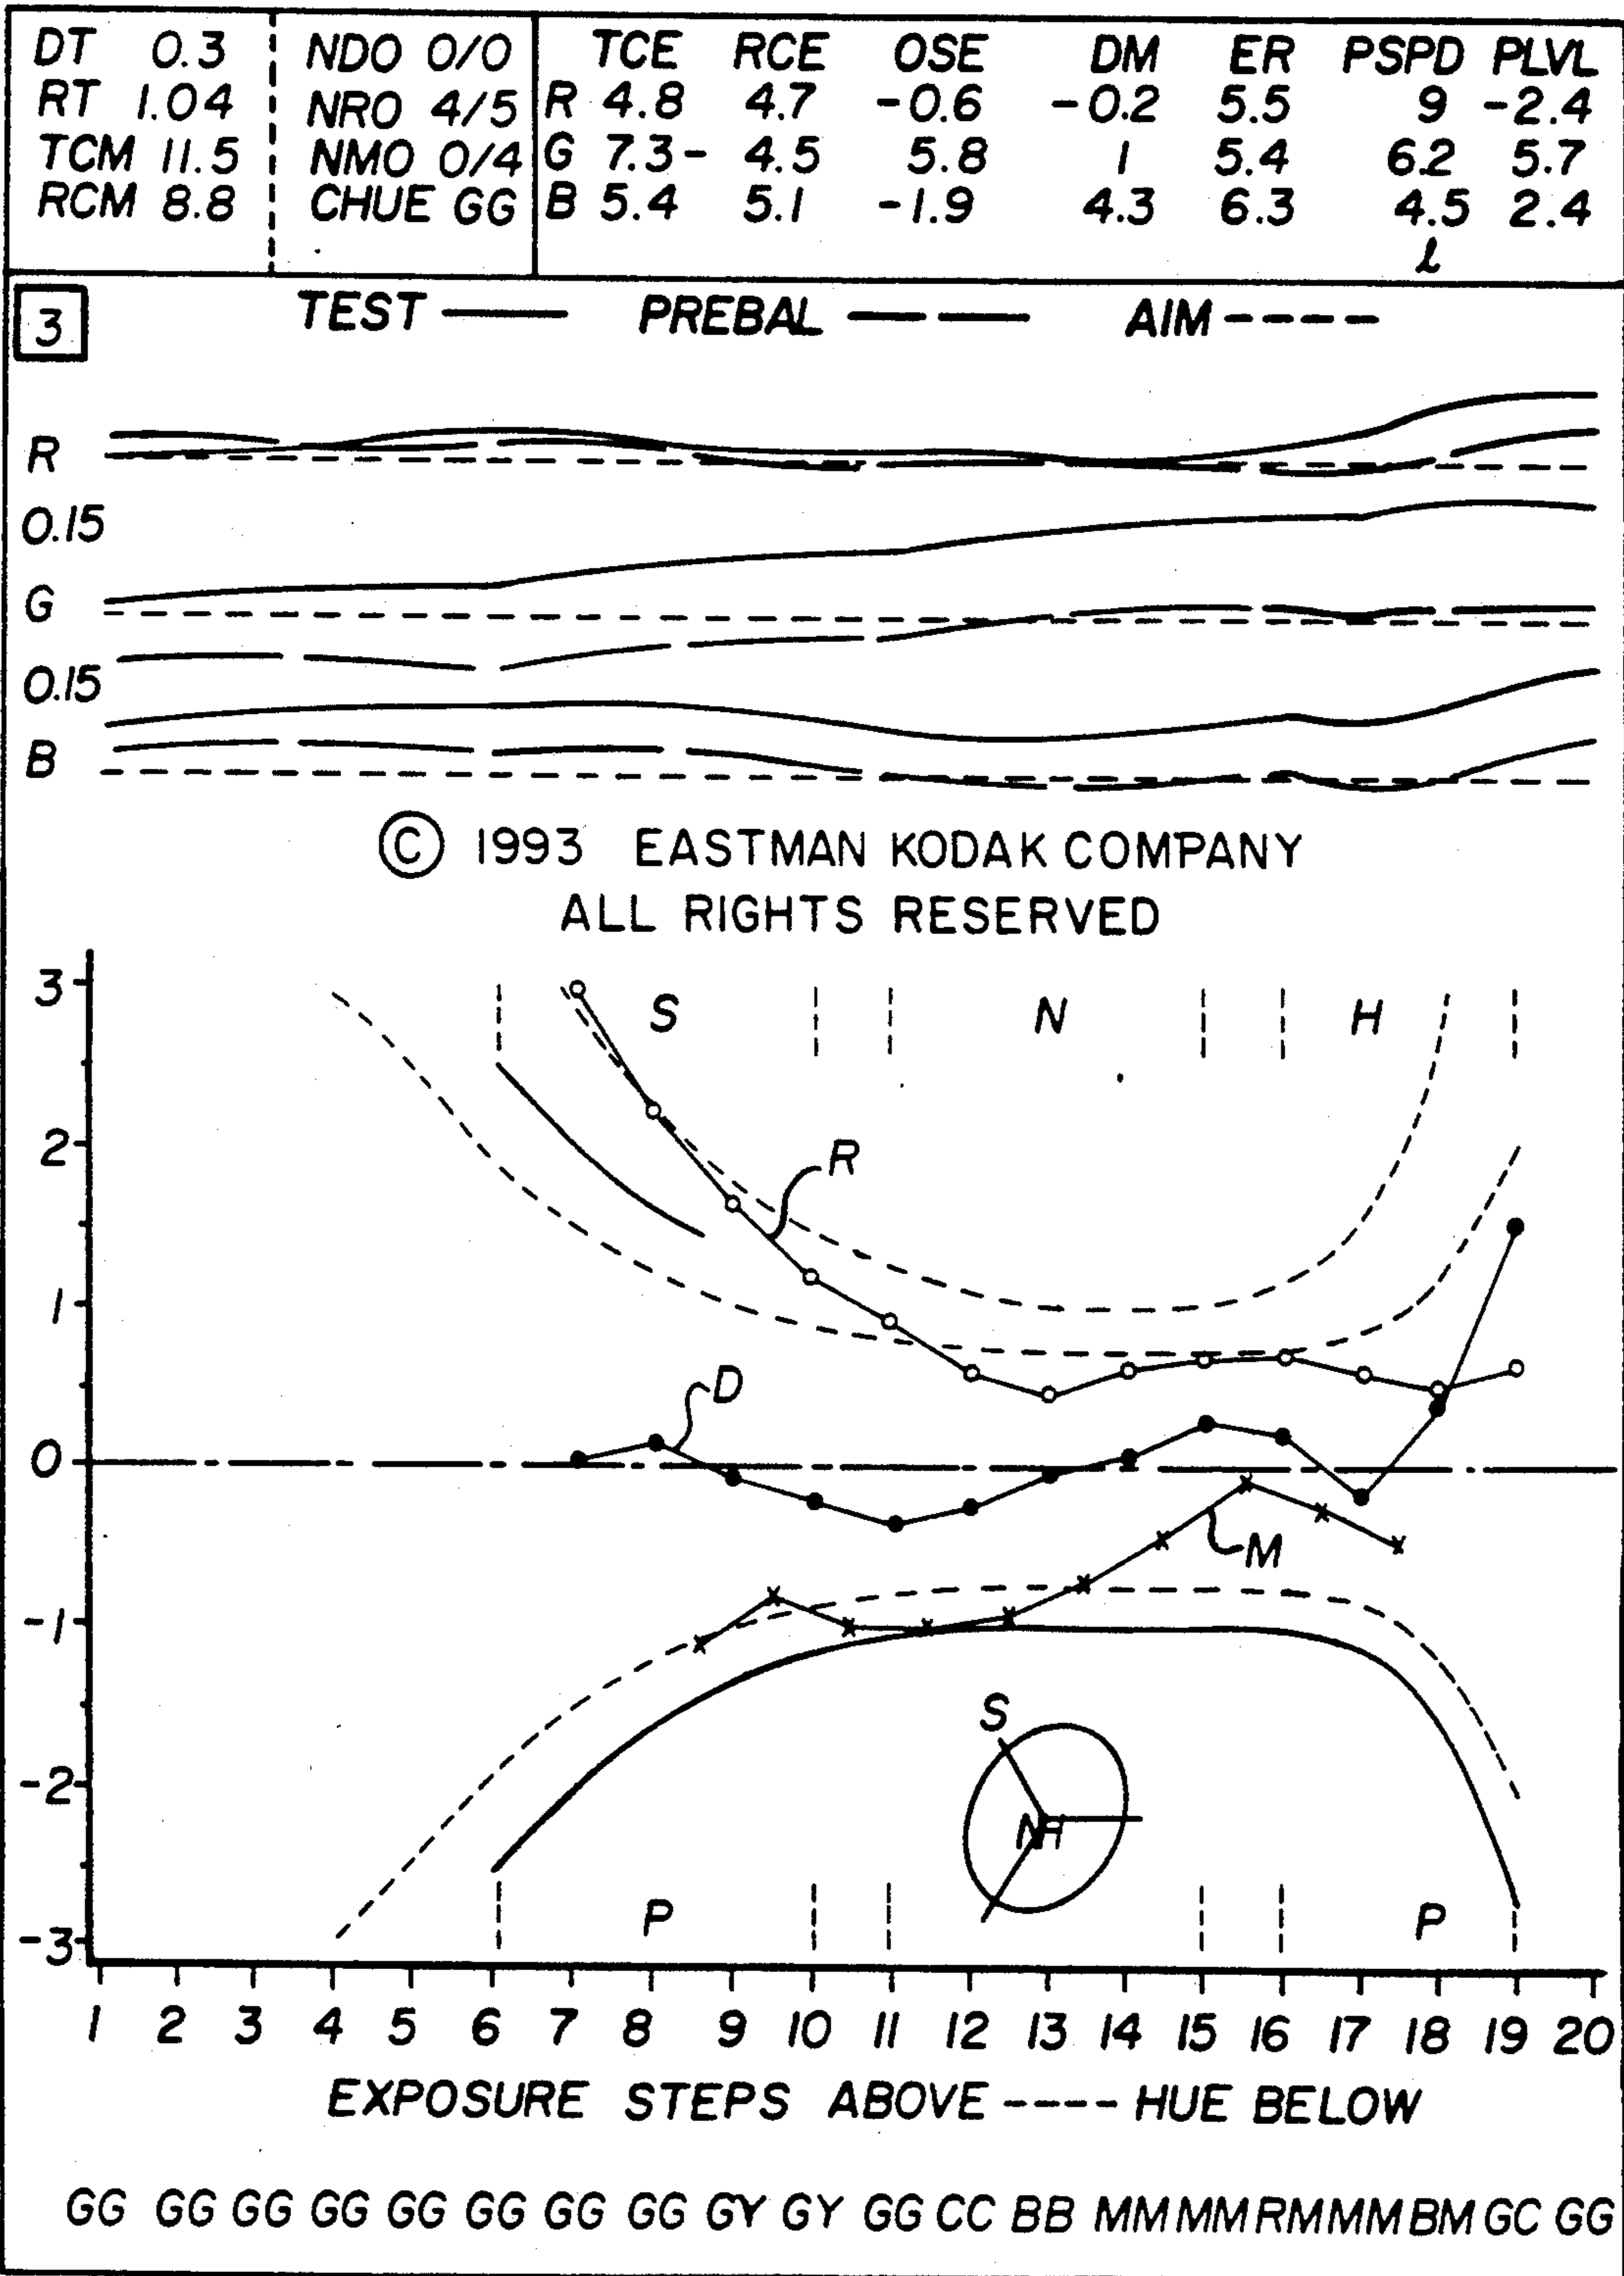 DT 0.3 NDO 0/0 TCE RCE OSE DM ER PSPD PLVL
RT 1.04 NRO 4/5 R 4.8 4.7 -0.6 -0.2 5.5 9 -2.4
TCM 11.5 NMO 0/4 G 7.3- 4.5 5.8 1 5.4 6.2 5.7
RCM 8.8 CHUE GG B 5.4 5.1 -1.9 4.3 6.3 4.5 2.4
l
3 TEST PREBAL AIM
R
0.15
G
0.15
B
© 1993 EASTMAN KODAK COMPANY
ALL RIGHTS RESERVED
3
S N H
2
R
1
D
0
M
-1
S
-2
NH
P P
-3
1 2 3 4 5 6 7 8 9 10 11 12 13 14 15 16 17 18 19 20
EXPOSURE STEPS ABOVE ---- HUE BELOW
GG GG GG GG GG GG GG GG GY GY GG CC BB MM MM RM MM BM GC GG